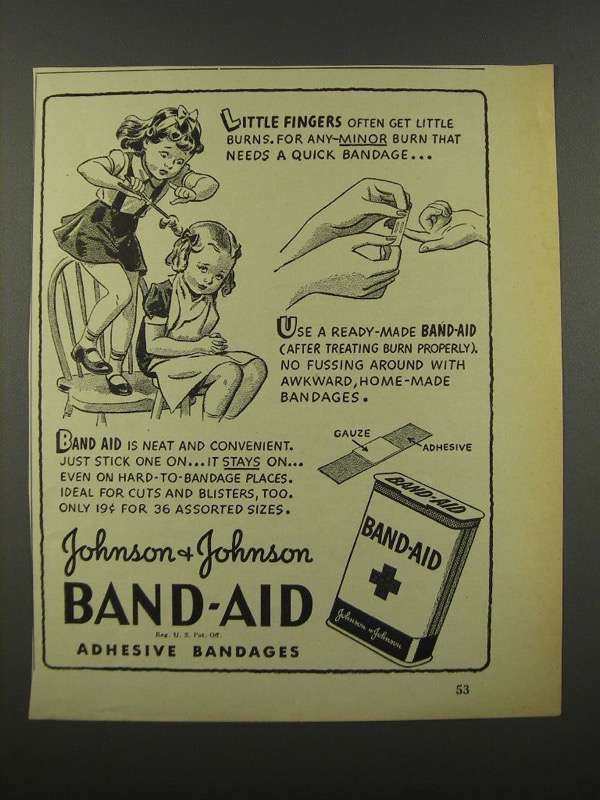 LITTLE FINGERS OFTEN GET LITTLE
BURNS. FOR ANY MINOR BURN THAT
NEEDS A QUICK BANDAGE...
USE A READY-MADE BAND-AID
(AFTER TREATING BURN PROPERLY).
NO FUSSING AROUND WITH
AWKWARD, HOME-MADE
BANDAGES.
BAND AID IS NEAT AND CONVENIENT.
JUST STICK ONE ON... IT STAYS ON...
EVEN ON HARD-TO-BANDAGE PLACES.
IDEAL FOR CUTS AND BLISTERS, TOO.
ONLY 19¢ FOR 36 ASSORTED SIZES.
GAUZE
ADHESIVE
BAND-AID
BAND-AID
Johnson & Johnson
Johnson & Johnson
BAND-AID
Reg. U. S. Pat. Off.
ADHESIVE BANDAGES
53